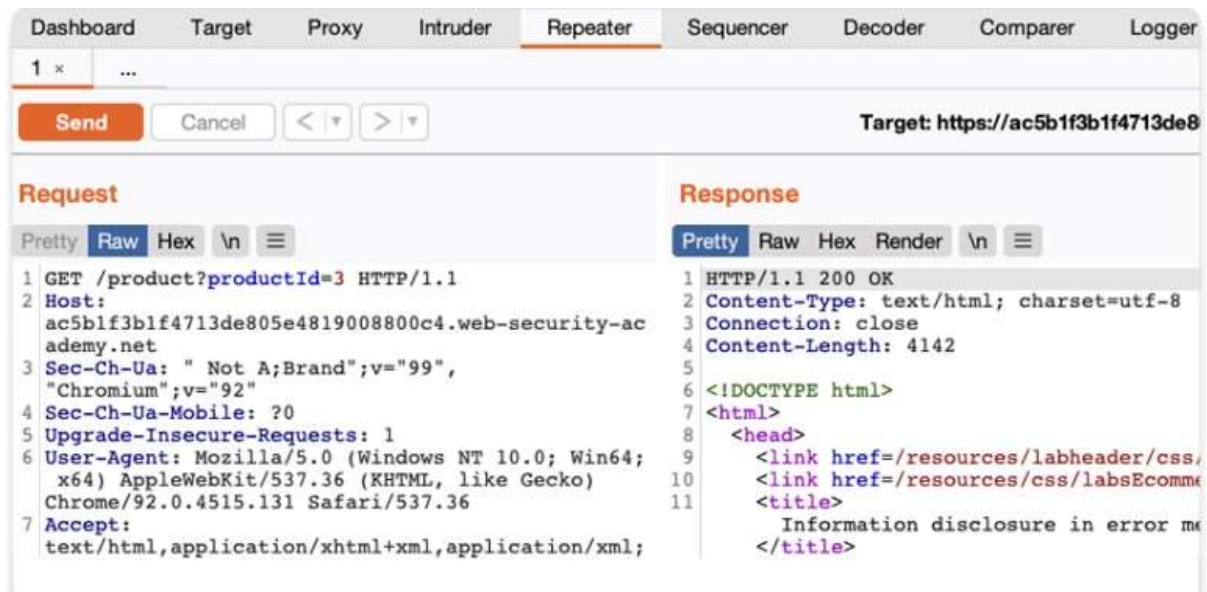 Dashboard Target Proxy Intruder Repeater Sequencer Decoder Comparer Logger
1 × ...
Send Cancel < > Target: https://ac5b1f3b1f4713de8
Request
Pretty Raw Hex \n
1 GET /product?productId=3 HTTP/1.1
2 Host:
ac5b1f3b1f4713de805e4819008800c4.web-security-ac
ademy.net
3 Sec-Ch-Ua: " Not A;Brand";v="99",
"Chromium";v="92"
4 Sec-Ch-Ua-Mobile: ?0
5 Upgrade-Insecure-Requests: 1
6 User-Agent: Mozilla/5.0 (Windows NT 10.0; Win64;
x64) AppleWebKit/537.36 (KHTML, like Gecko)
Chrome/92.0.4515.131 Safari/537.36
7 Accept:
text/html,application/xhtml+xml,application/xml;
Response
Pretty Raw Hex Render \n
1 HTTP/1.1 200 OK
2 Content-Type: text/html; charset=utf-8
3 Connection: close
4 Content-Length: 4142
5
6 <!DOCTYPE html>
7 <html>
8 <head>
9 <link href=/resources/labheader/css/
10 <link href=/resources/css/labsEcomme
11 <title>
Information disclosure in error me
</title>